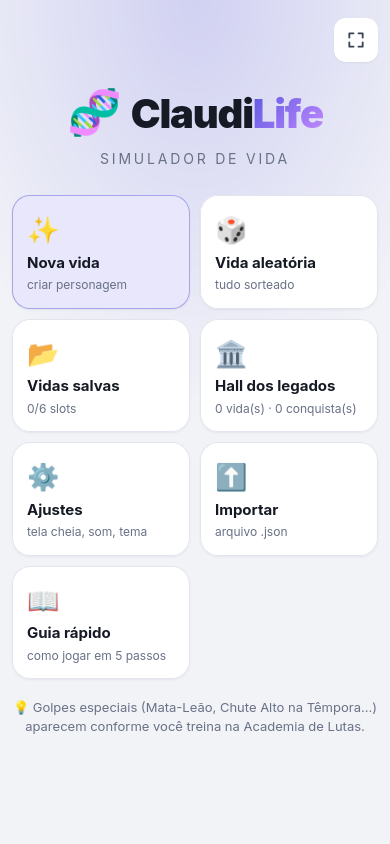 ClaudiLife
SIMULADOR DE VIDA
Nova vida
criar personagem
Vida aleatória
tudo sorteado
Vidas salvas
0/6 slots
Hall dos legados
0 vida(s) · 0 conquista(s)
Ajustes
tela cheia, som, tema
Importar
arquivo .json
Guia rápido
como jogar em 5 passos
💡 Golpes especiais (Mata-Leão, Chute Alto na Têmpora...)
aparecem conforme você treina na Academia de Lutas.